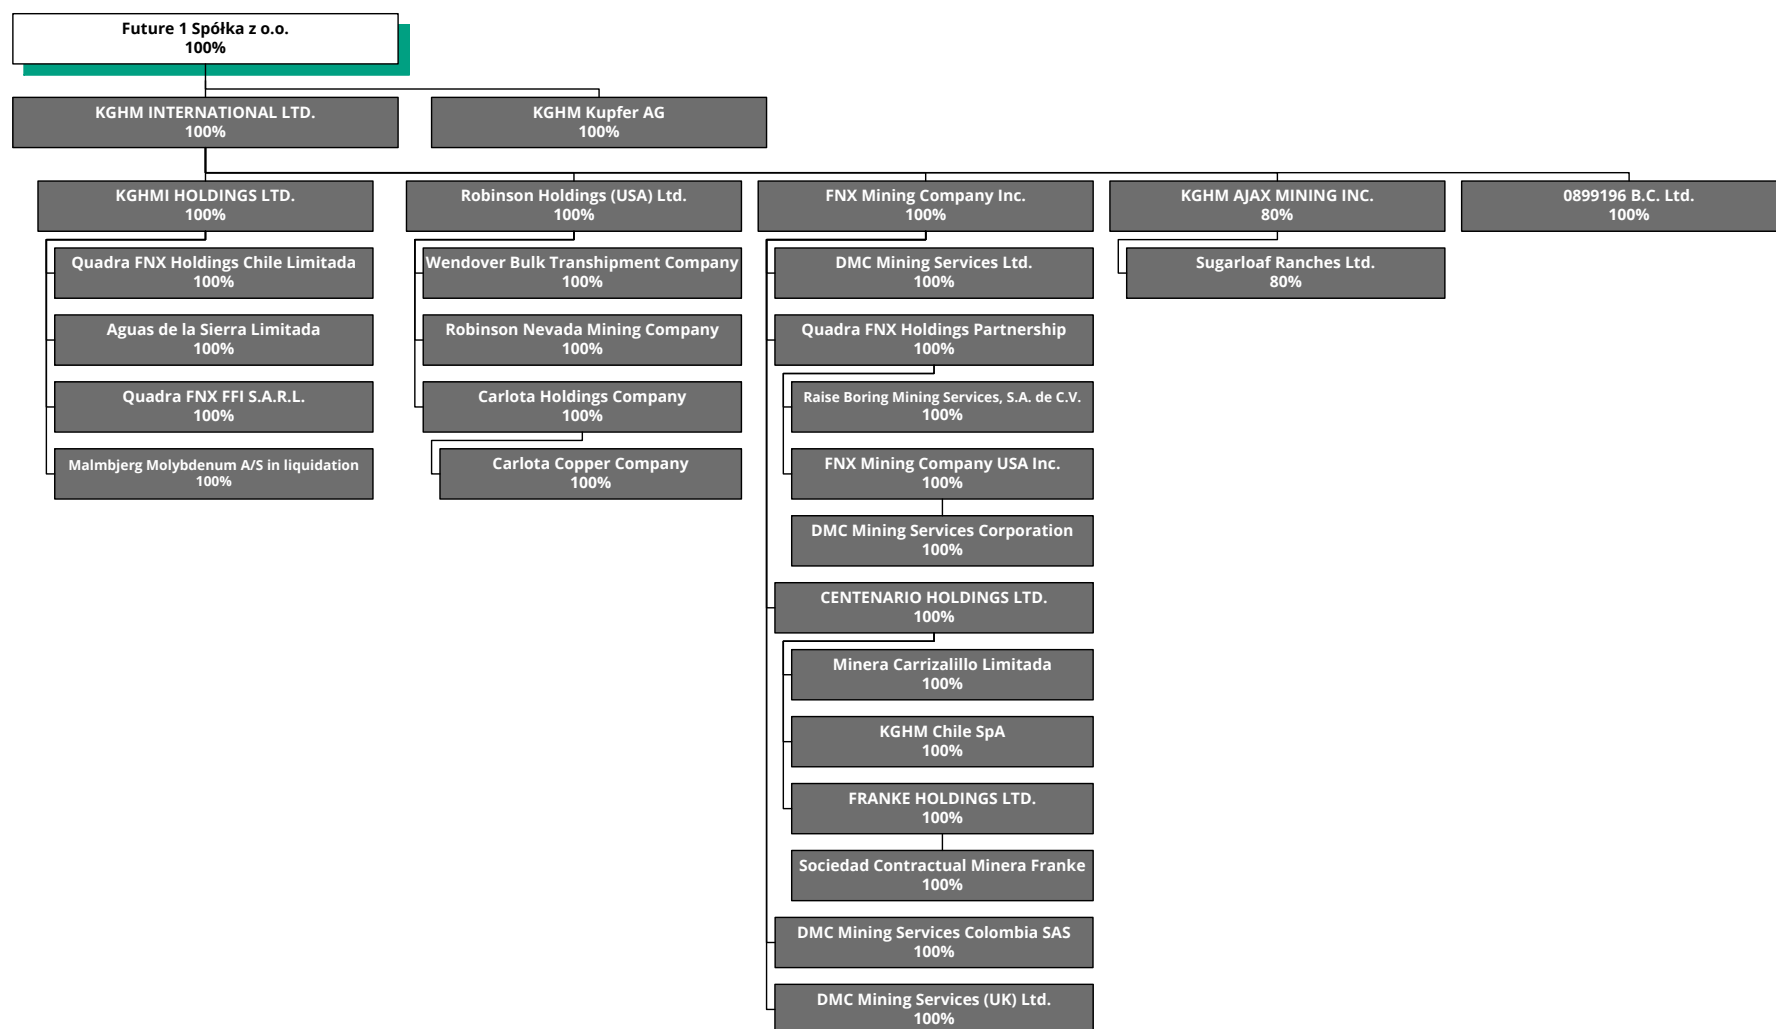 Future 1 Spółka z o.o.
100%
KGHM INTERNATIONAL LTD.
100%
KGHM Kupfer AG
100%
KGHMI HOLDINGS LTD.
100%
Robinson Holdings (USA) Ltd.
100%
FNX Mining Company Inc.
100%
KGHM AJAX MINING INC.
80%
0899196 B.C. Ltd.
100%
Quadra FNX Holdings Chile Limitada
100%
Wendover Bulk Transhipment Company
100%
DMC Mining Services Ltd.
100%
Sugarloaf Ranches Ltd.
80%
Aguas de la Sierra Limitada
100%
Robinson Nevada Mining Company
100%
Quadra FNX Holdings Partnership
100%
Quadra FNX FFI S.A.R.L.
100%
Carlota Holdings Company
100%
Raise Boring Mining Services, S.A. de C.V.
100%
Malmbjerg Molybdenum A/S in liquidation
100%
Carlota Copper Company
100%
FNX Mining Company USA Inc.
100%
DMC Mining Services Corporation
100%
CENTENARIO HOLDINGS LTD.
100%
Minera Carrizalillo Limitada
100%
KGHM Chile SpA
100%
FRANKE HOLDINGS LTD.
100%
Sociedad Contractual Minera Franke
100%
DMC Mining Services Colombia SAS
100%
DMC Mining Services (UK) Ltd.
100%